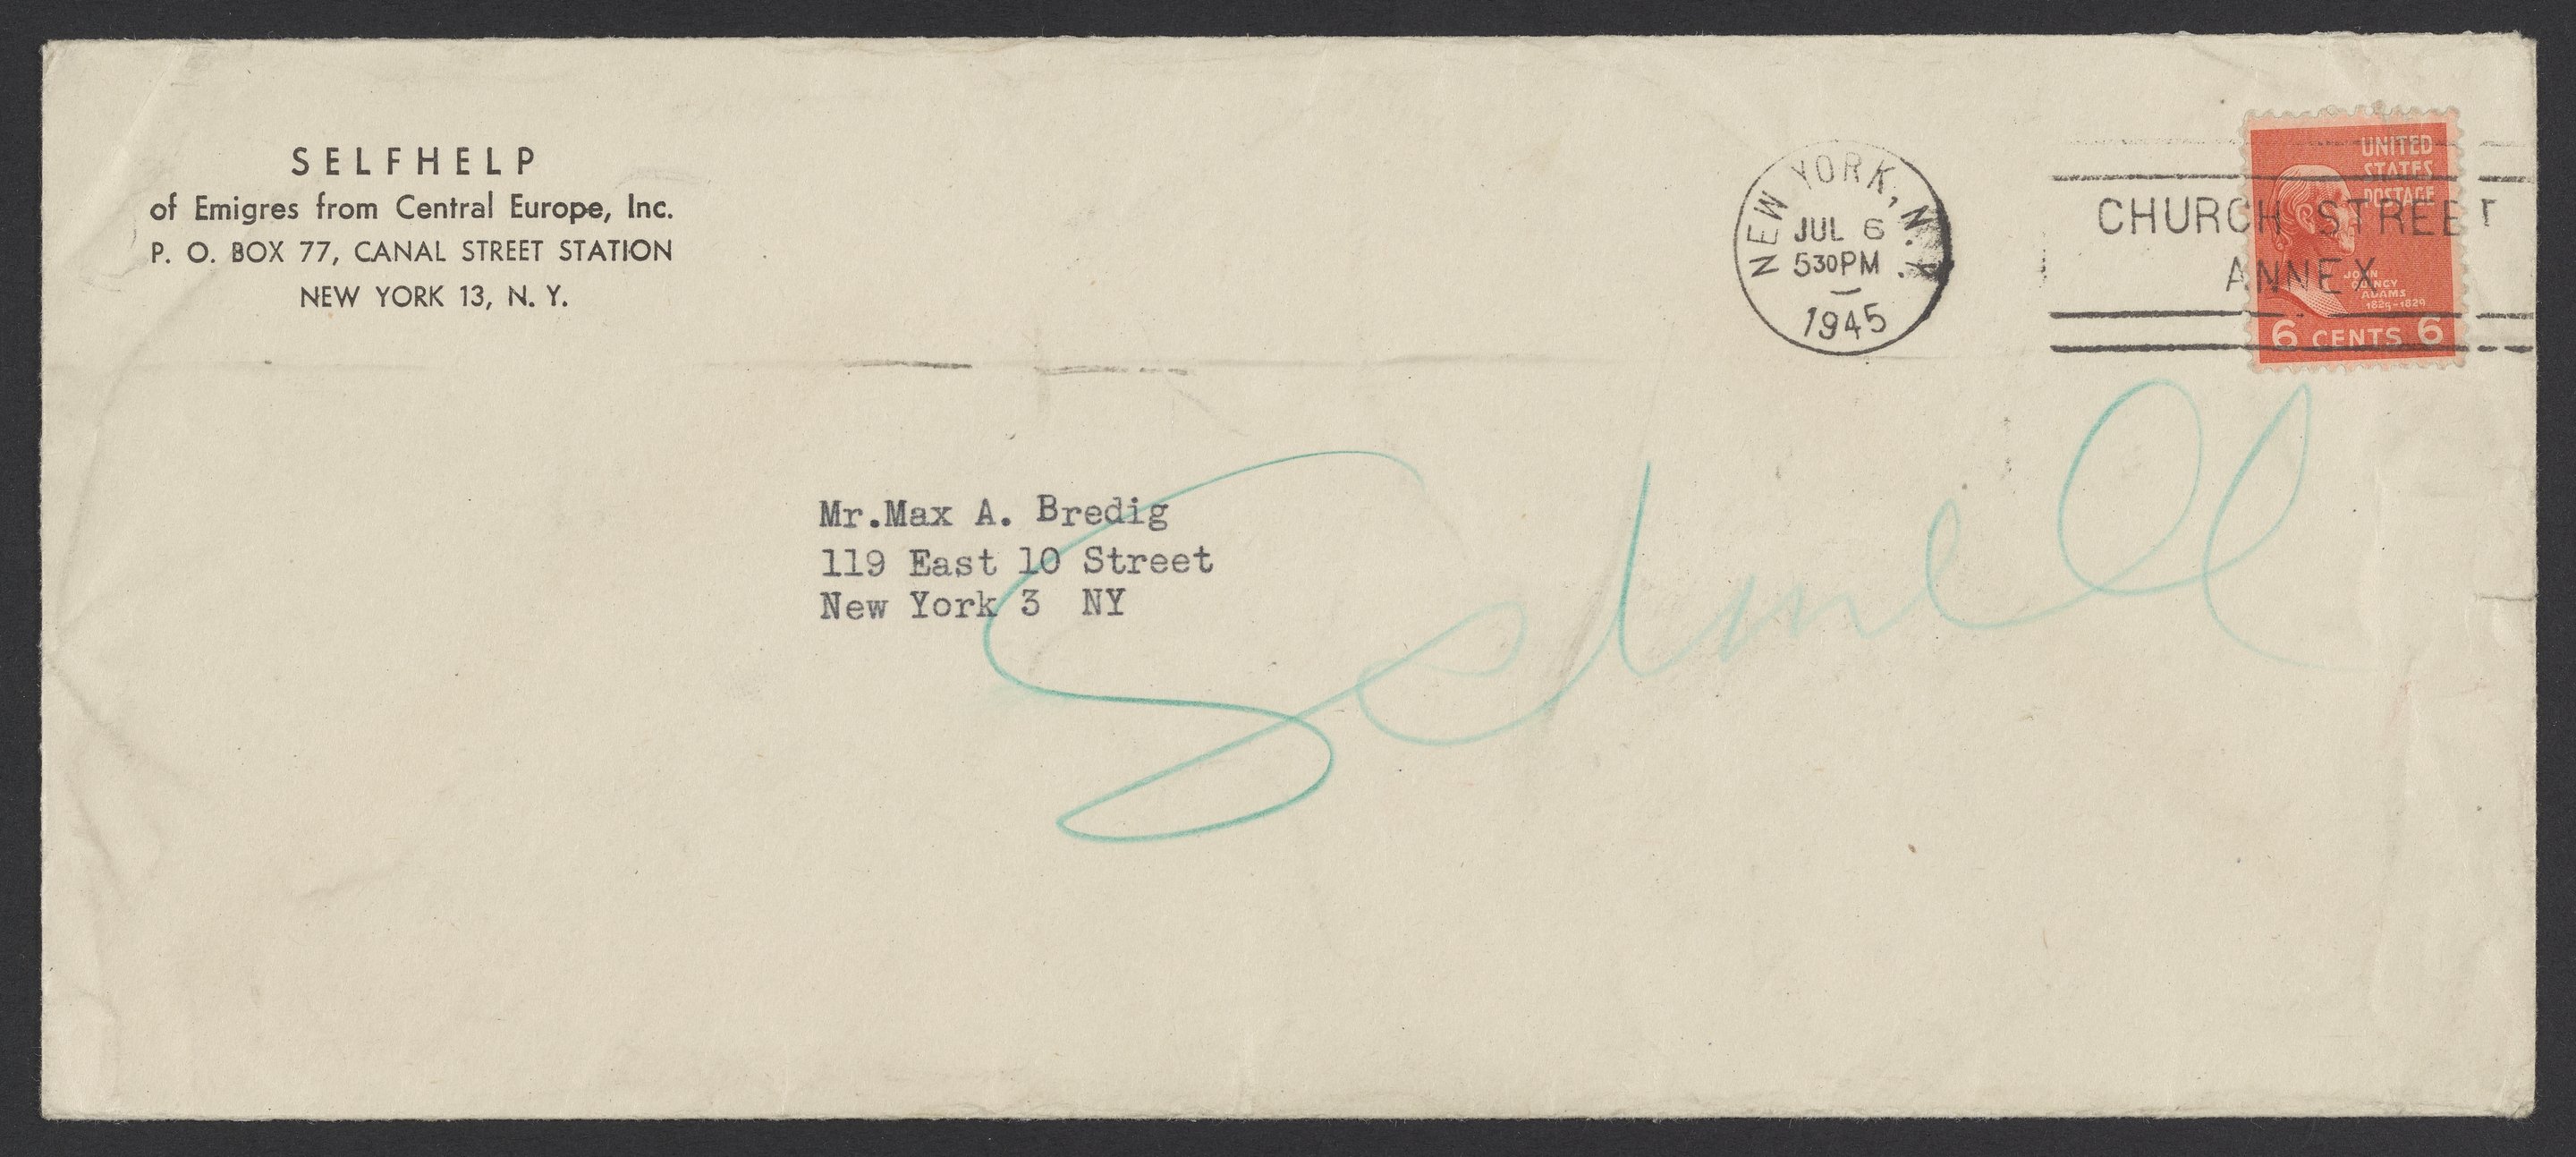 SELFHELP
of Emigres from Central Europe, Inc.
P. O. BOX 77, CANAL STREET STATION
NEW YORK 13, N. Y.
NEW YORK, N.Y.
JUL 6
530PM
1945
CHURCH STREET
ANNEX
UNITED
STATES
POSTAGE
JOHN
QUINCY
ADAMS
1825-1829
6 CENTS 6
Mr.Max A. Bredig
119 East 10 Street
New York 3  NY